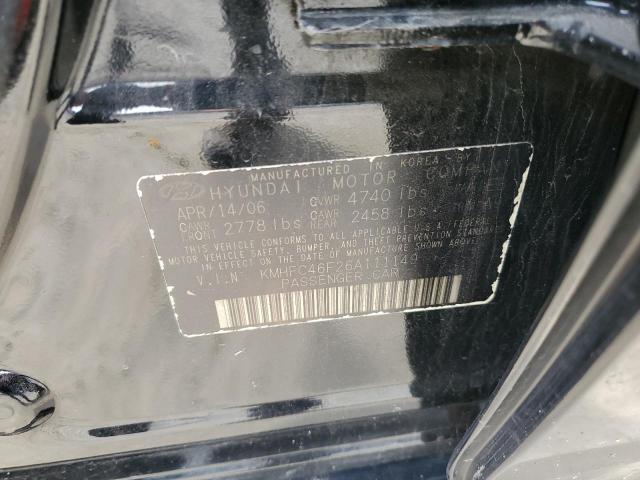 MANUFACTURED IN KOREA BY
HYUNDAI MOTOR COMPANY
APR/14/06 GVWR 4740 lbs
GAWR FRONT 2778 lbs GAWR REAR 2458 lbs
THIS VEHICLE CONFORMS TO ALL APPLICABLE U.S.A. FEDERAL
MOTOR VEHICLE SAFETY, BUMPER, AND THEFT PREVENTION STANDARDS
IN EFFECT ON THE DATE OF MANUFACTURE SHOWN ABOVE.
V.I.N KMHFC46F26A111149
PASSENGER CAR